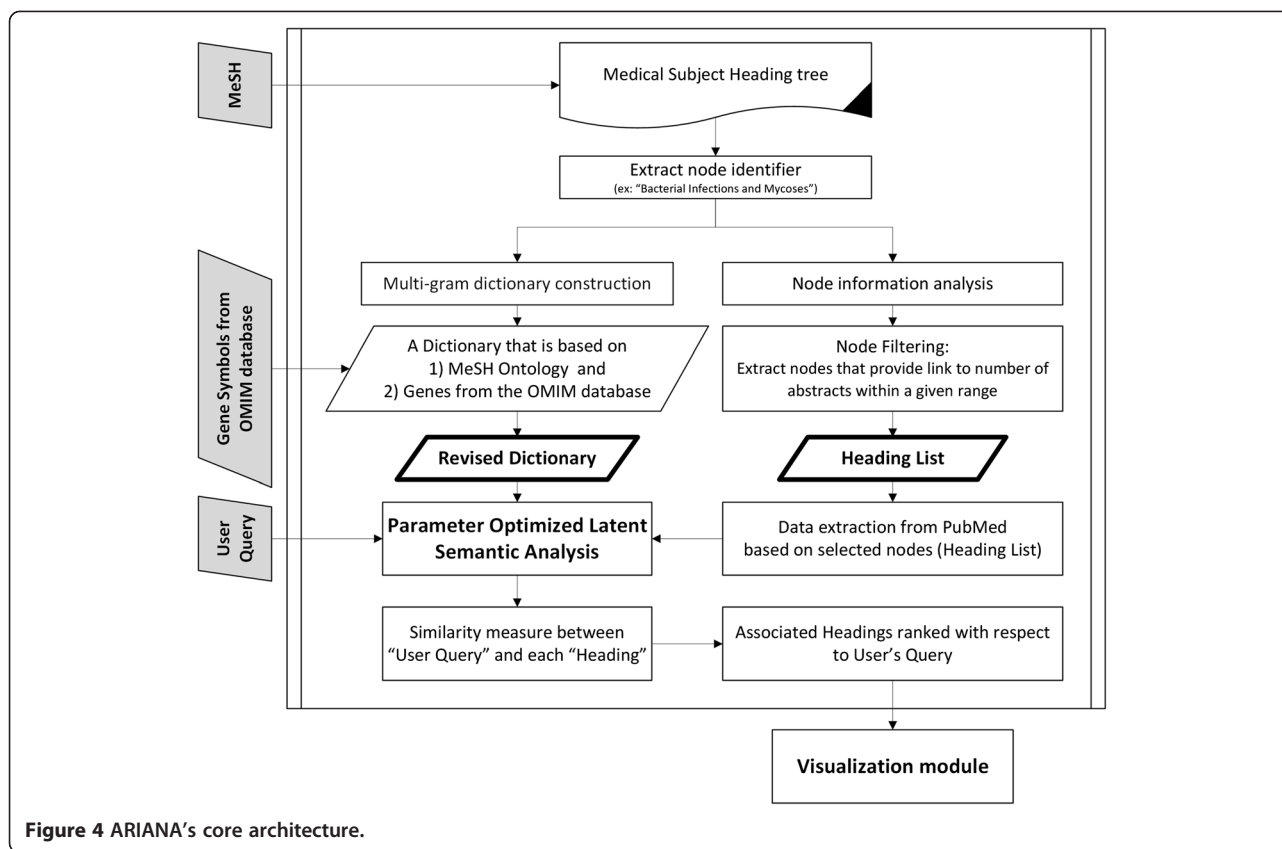 MeSH
Medical Subject Heading tree
Extract node identifier
(ex: “Bacterial Infections and Mycoses”)
Gene Symbols from
OMIM database
Multi-gram dictionary construction
Node information analysis
A Dictionary that is based on
1) MeSH Ontology and
2) Genes from the OMIM database
Node Filtering:
Extract nodes that provide link to number of
abstracts within a given range
Revised Dictionary
Heading List
User
Query
Parameter Optimized Latent
Semantic Analysis
Data extraction from PubMed
based on selected nodes (Heading List)
Similarity measure between
“User Query” and each “Heading”
Associated Headings ranked with respect
to User’s Query
Visualization module
Figure 4 ARIANA’s core architecture.